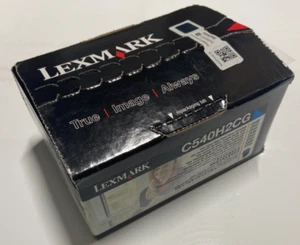 LEXMARK
True | Image | Always
C540H2CG
LEXMARK